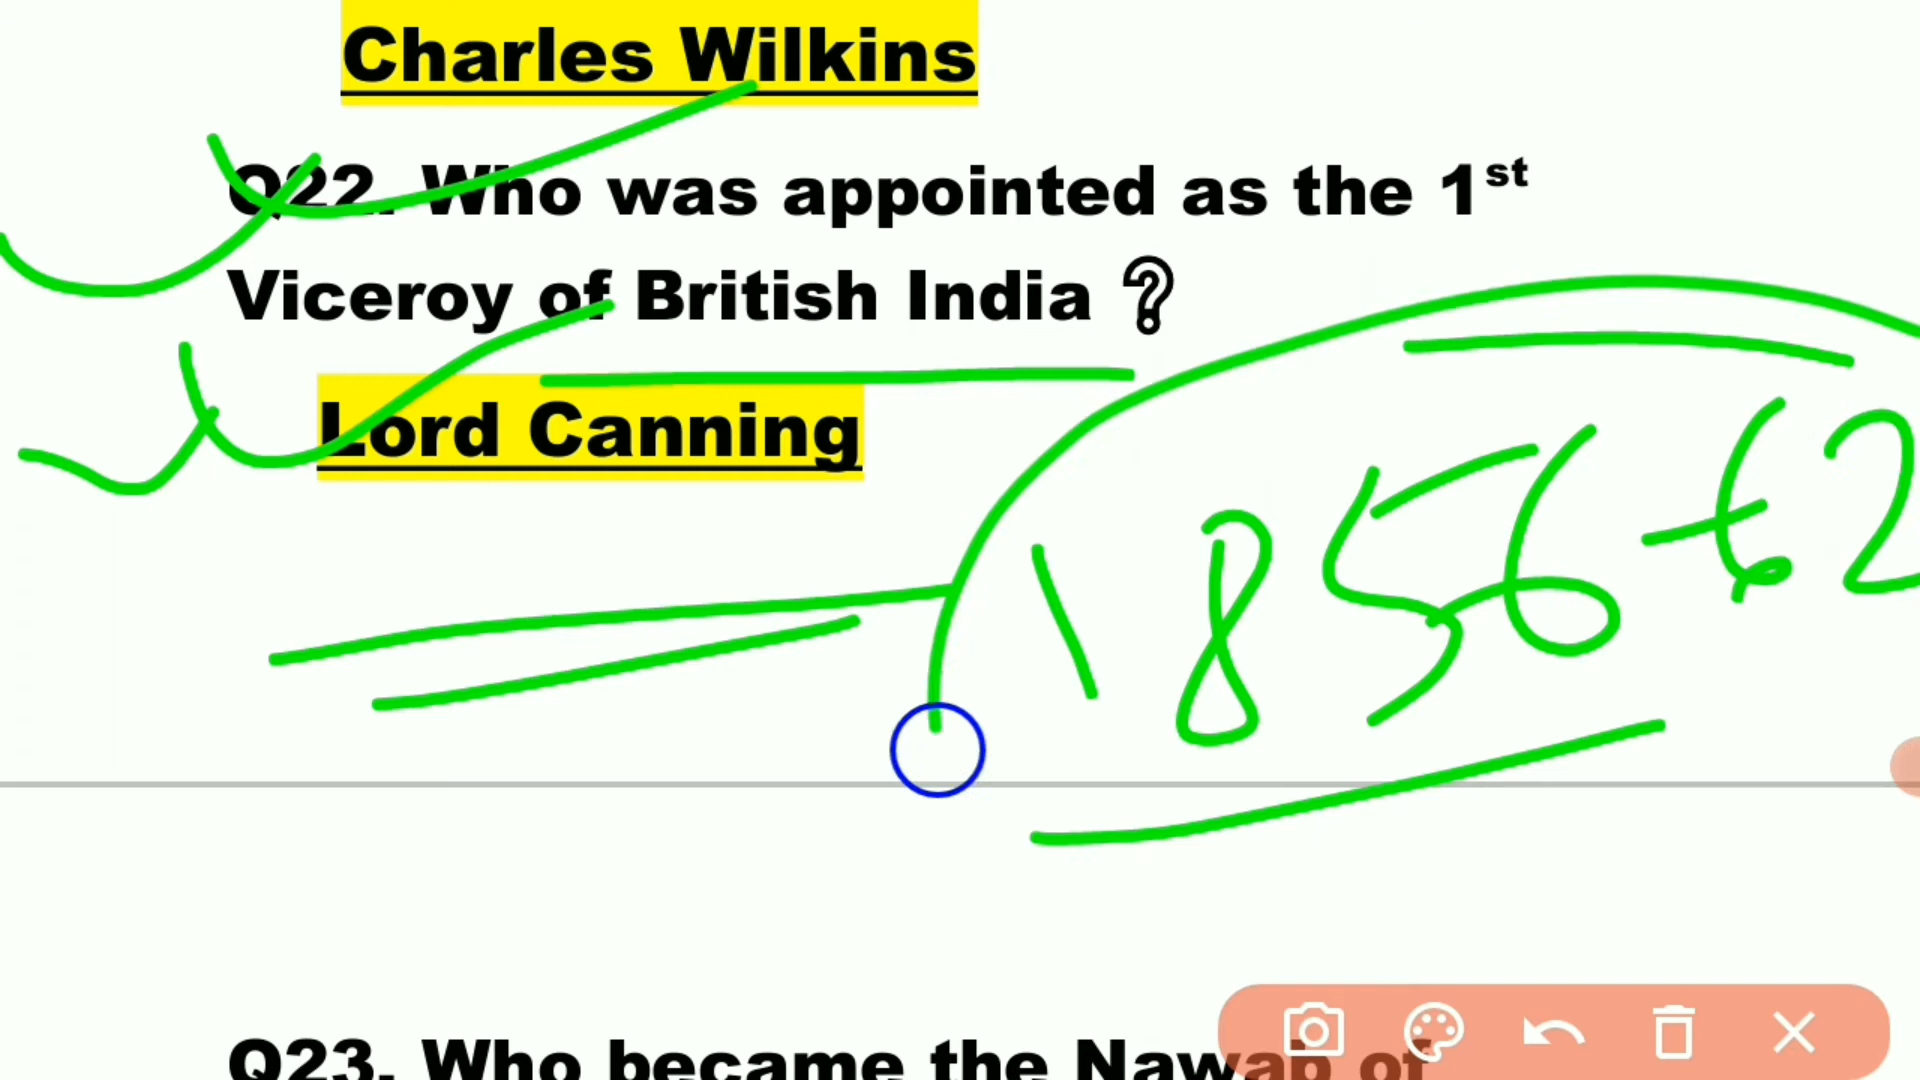 Charles Wilkins
Q22. Who was appointed as the 1st
Viceroy of British India ?
Lord Canning
1856-62
Q23. Who became the Nawab of